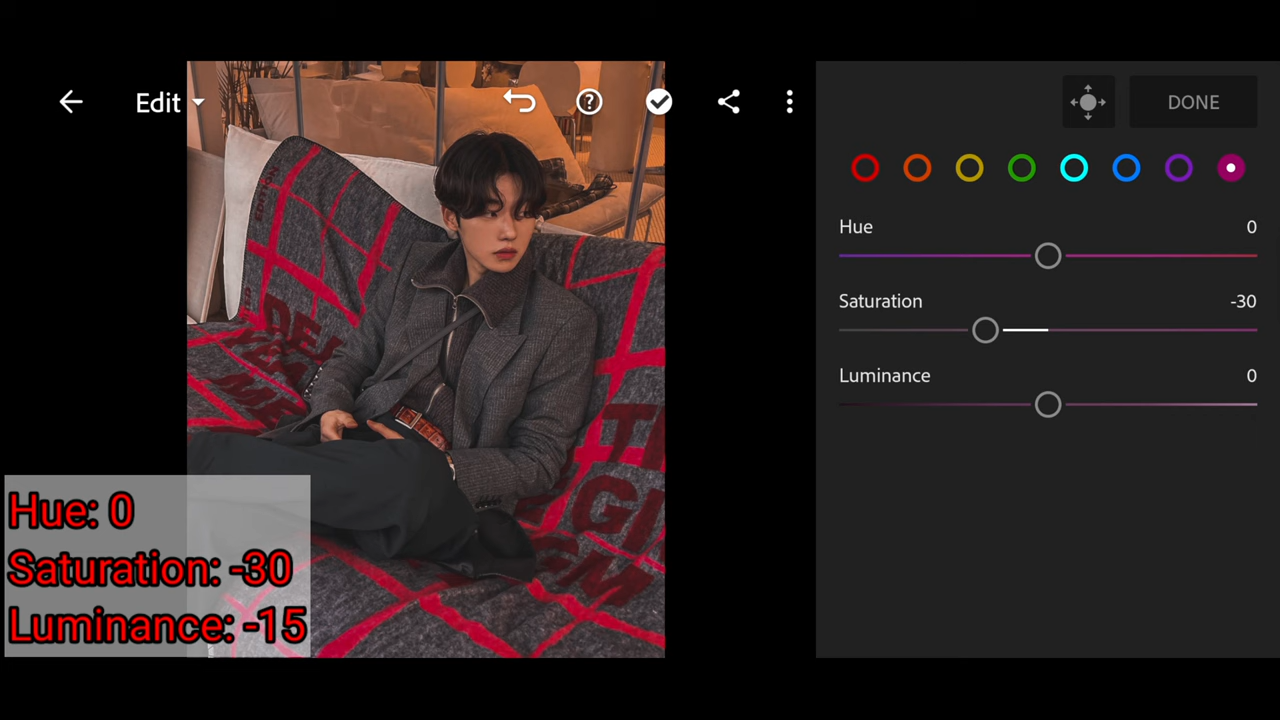 Edit
DONE
Hue 0
Saturation -30
Luminance 0
Hue: 0
Saturation: -30
Luminance: -15